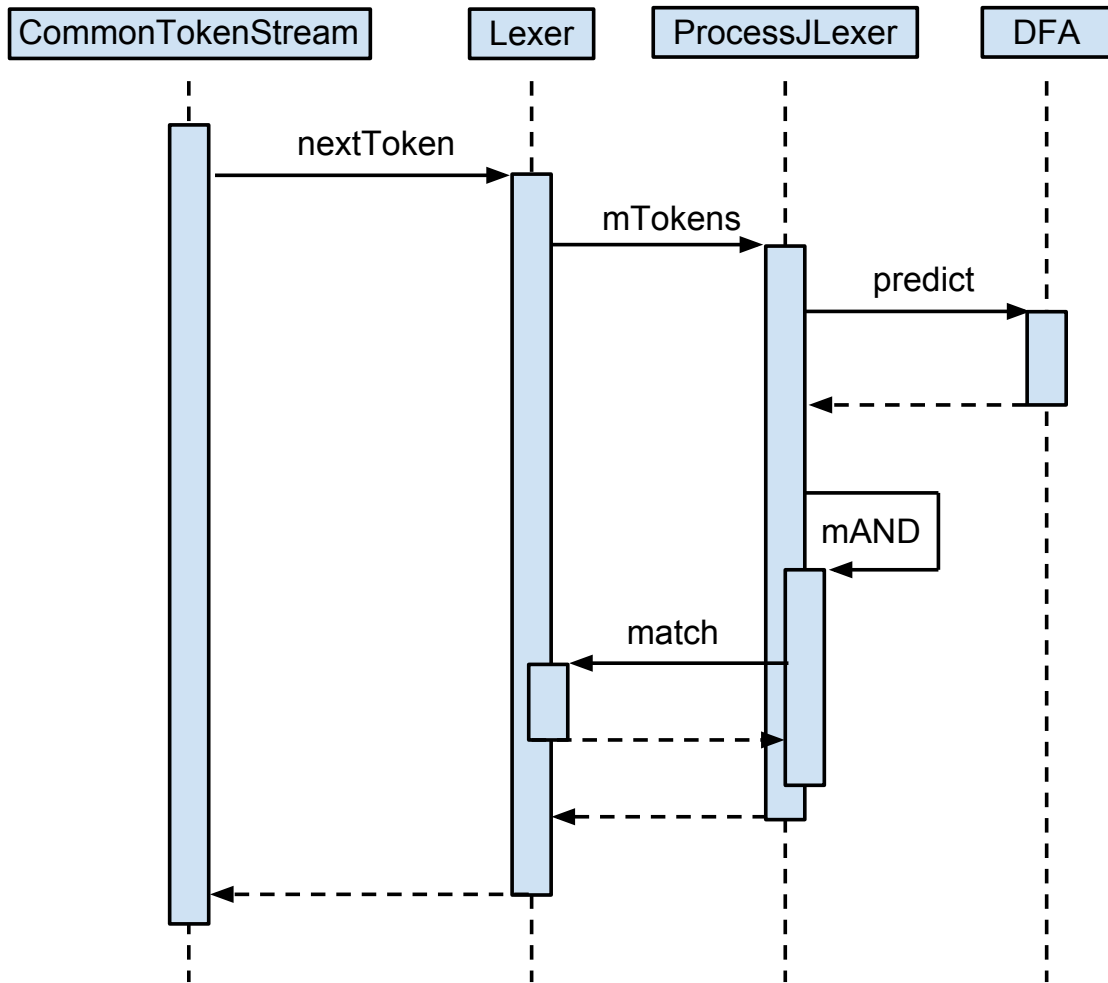 CommonTokenStream
Lexer
ProcessJLexer
DFA
nextToken
mTokens
predict
mAND
match